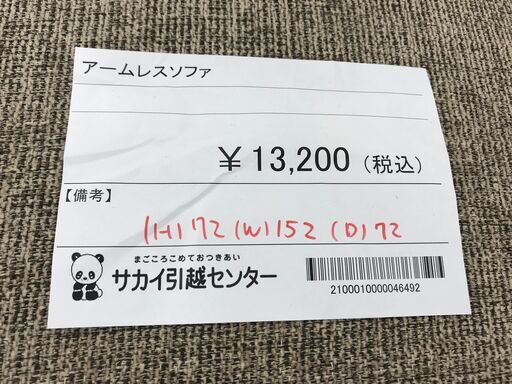 アームレスソファ
¥13,200（税込）
【備考】
(H)72 (W)152 (D)72
まごころこめておつきあい
サカイ引越センター
2100010000046492